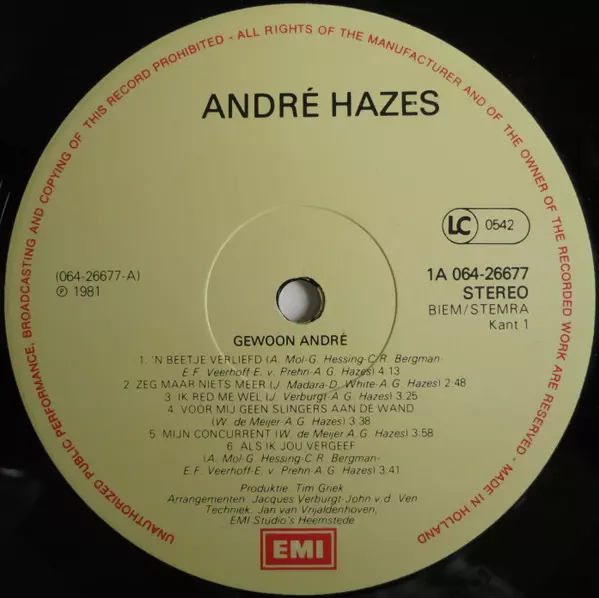 UNAUTHORIZED PUBLIC PERFORMANCE, BROADCASTING AND COPYING OF THIS RECORD PROHIBITED - ALL RIGHTS OF THE MANUFACTURER AND OF THE OWNER OF THE RECORDED WORK ARE RESERVED - MADE IN HOLLAND
ANDRÉ HAZES
LC 0542
(064-26677-A)
℗ 1981
1A 064-26677
STEREO
BIEM/STEMRA
Kant 1
GEWOON ANDRÉ
1. 'N BEETJE VERLIEFD (A. Mol-G. Hessing-C.R. Bergman-
E.F. Veerhoff-E. v. Prehn-A.G. Hazes) 4.13
2. ZEG MAAR NIETS MEER (J. Madara-D. White-A.G. Hazes) 2:48
3. IK RED ME WEL (J. Verburgt-A.G. Hazes) 3:25
4. VOOR MIJ GEEN SLINGERS AAN DE WAND
(W. de Meijer-A.G. Hazes) 3:38
5. MIJN CONCURRENT (W. de Meijer-A.G. Hazes) 3:58
6. ALS IK JOU VERGEEF
(A. Mol-G. Hessing-C.R. Bergman-
E.F. Veerhoff-E. v. Prehn-A.G. Hazes) 3:41
Produktie: Tim Griek
Arrangementen: Jacques Verburgt-John v.d. Ven
Techniek: Jan van Vrijaldenhoven,
EMI Studio's Heemstede
EMI